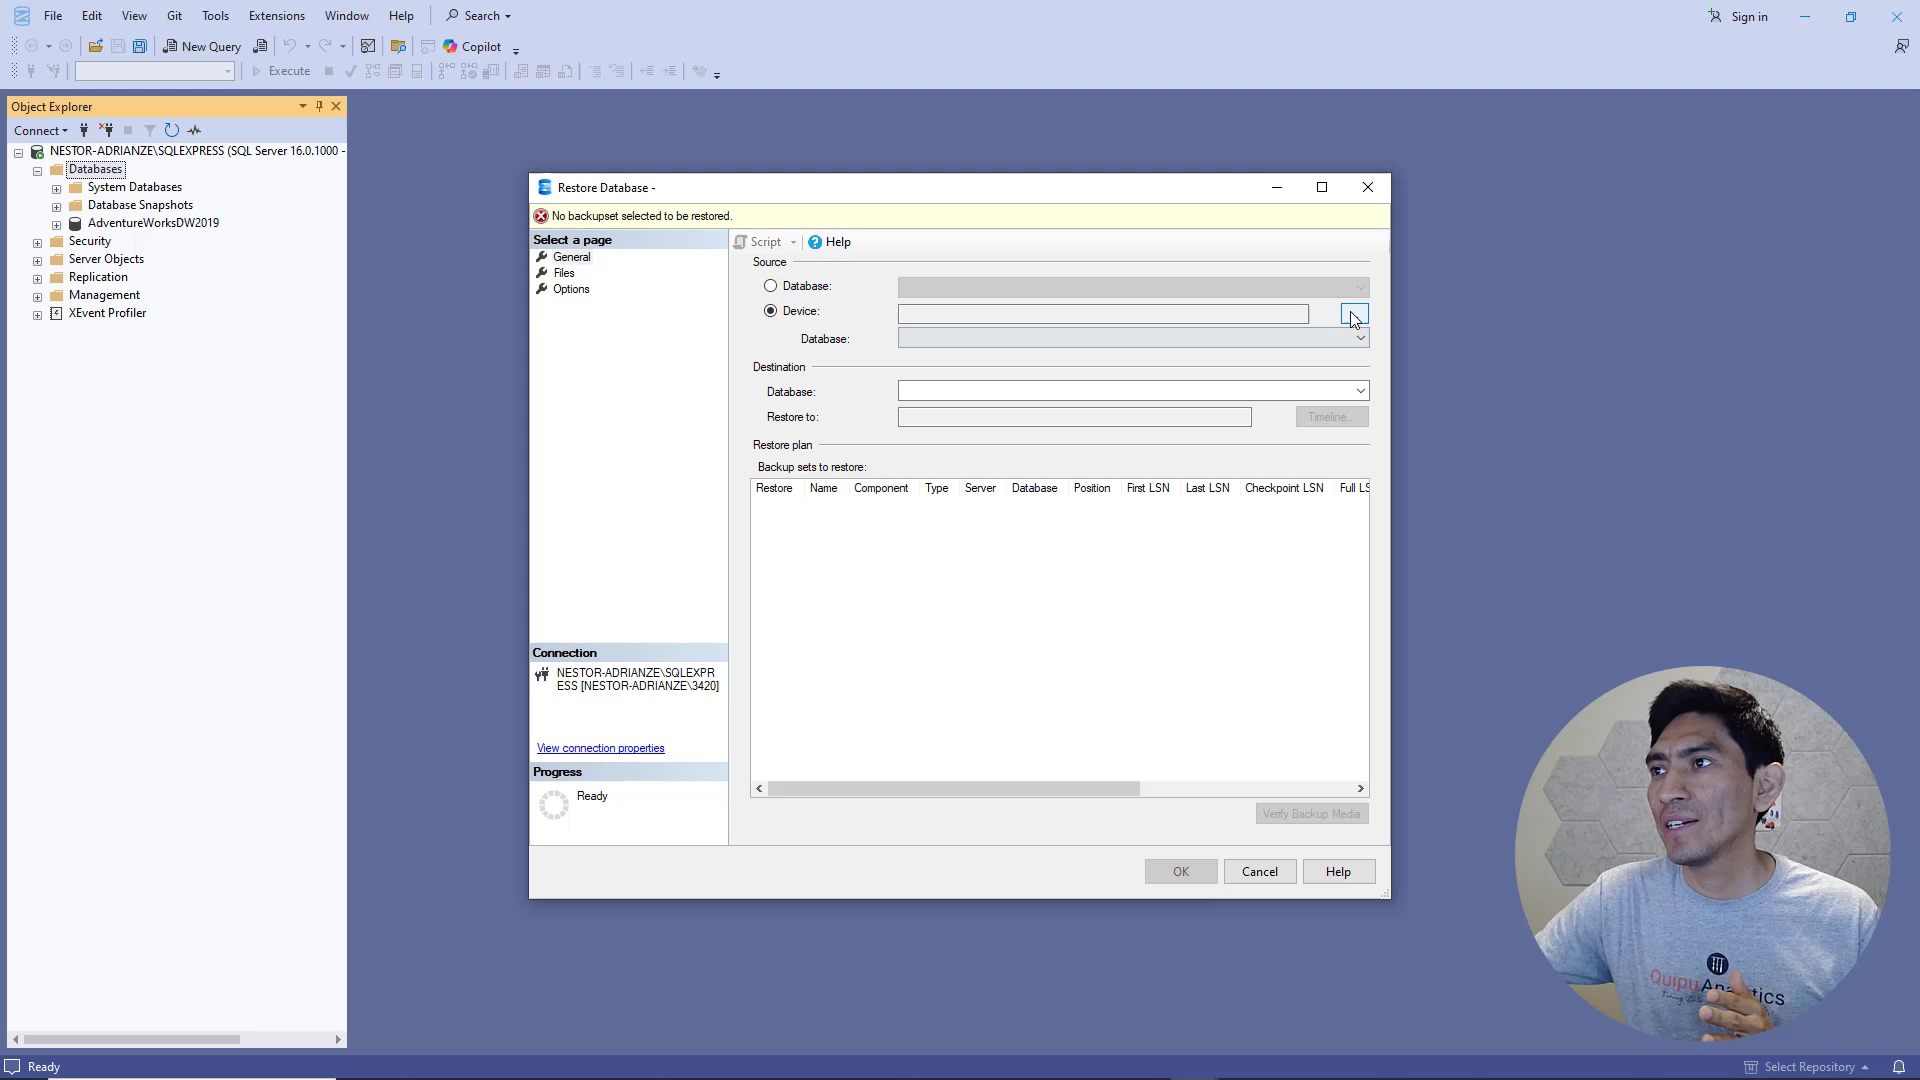 File Edit View Git Tools Extensions Window Help Search Sign in
New Query Copilot
Execute
Object Explorer
Connect
NESTOR-ADRIANZE\SQLEXPRESS (SQL Server 16.0.1000 -
Databases
System Databases
Database Snapshots
AdventureWorksDW2019
Security
Server Objects
Replication
Management
XEvent Profiler
Restore Database -
No backupset selected to be restored.
Select a page
General
Files
Options
Script Help
Source
Database:
Device:
Database:
Destination
Database:
Restore to: Timeline...
Restore plan
Backup sets to restore:
Restore Name Component Type Server Database Position First LSN Last LSN Checkpoint LSN Full LS
Connection
NESTOR-ADRIANZE\SQLEXPR
ESS [NESTOR-ADRIANZE\3420]
View connection properties
Progress
Ready
Verify Backup Media
OK Cancel Help
Ready Select Repository